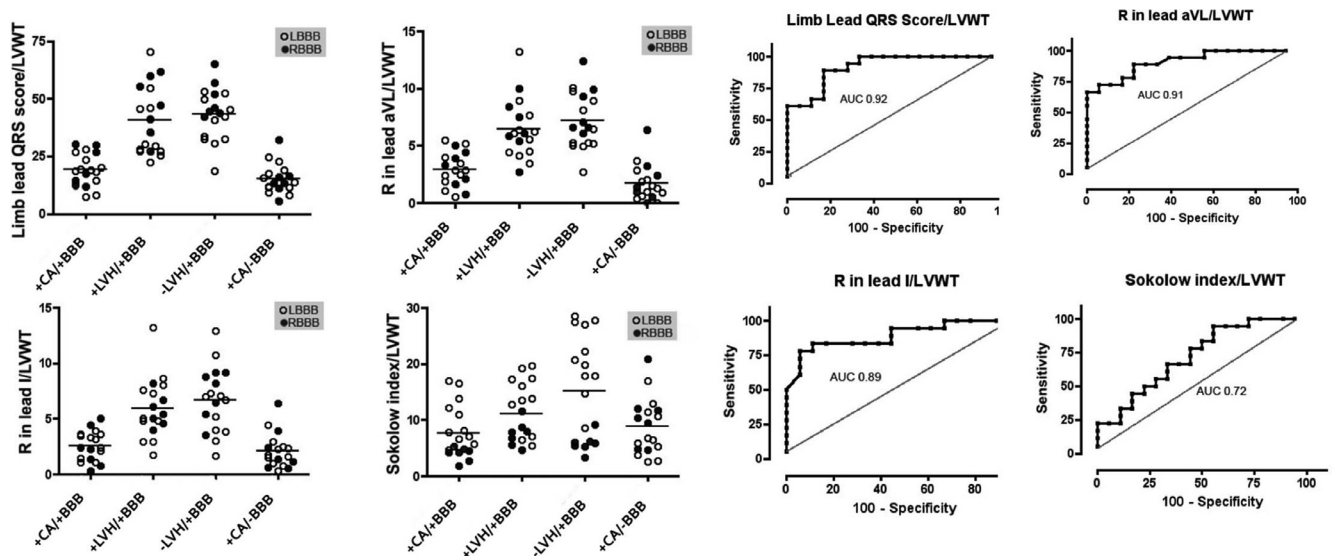 Limb lead QRS score/LVWT
75
50
25
0
LBBB
RBBB
+CA/+BBB
+LVH/+BBB
-LVH/+BBB
+CA/-BBB
R in lead aVL/LVWT
15
10
5
0
LBBB
RBBB
+CA/+BBB
+LVH/+BBB
-LVH/+BBB
+CA/-BBB
Limb Lead QRS Score/LVWT
Sensitivity
100
75
50
25
0
AUC 0.92
0 20 40 60 80 1
100 - Specificity
R in lead aVL/LVWT
Sensitivity
100
75
50
25
0
AUC 0.91
0 20 40 60 80 100
100 - Specificity
R in lead I/LVWT
15
10
5
0
LBBB
RBBB
+CA/+BBB
+LVH/+BBB
-LVH/+BBB
+CA/-BBB
Sokolow index/LVWT
30
20
10
0
LBBB
RBBB
+CA/+BBB
+LVH/+BBB
-LVH/+BBB
+CA/-BBB
R in lead I/LVWT
Sensitivity
100
75
50
25
0
AUC 0.89
0 20 40 60 80
100 - Specificity
Sokolow index/LVWT
Sensitivity
100
75
50
25
0
AUC 0.72
0 25 50 75 100
100 - Specificity